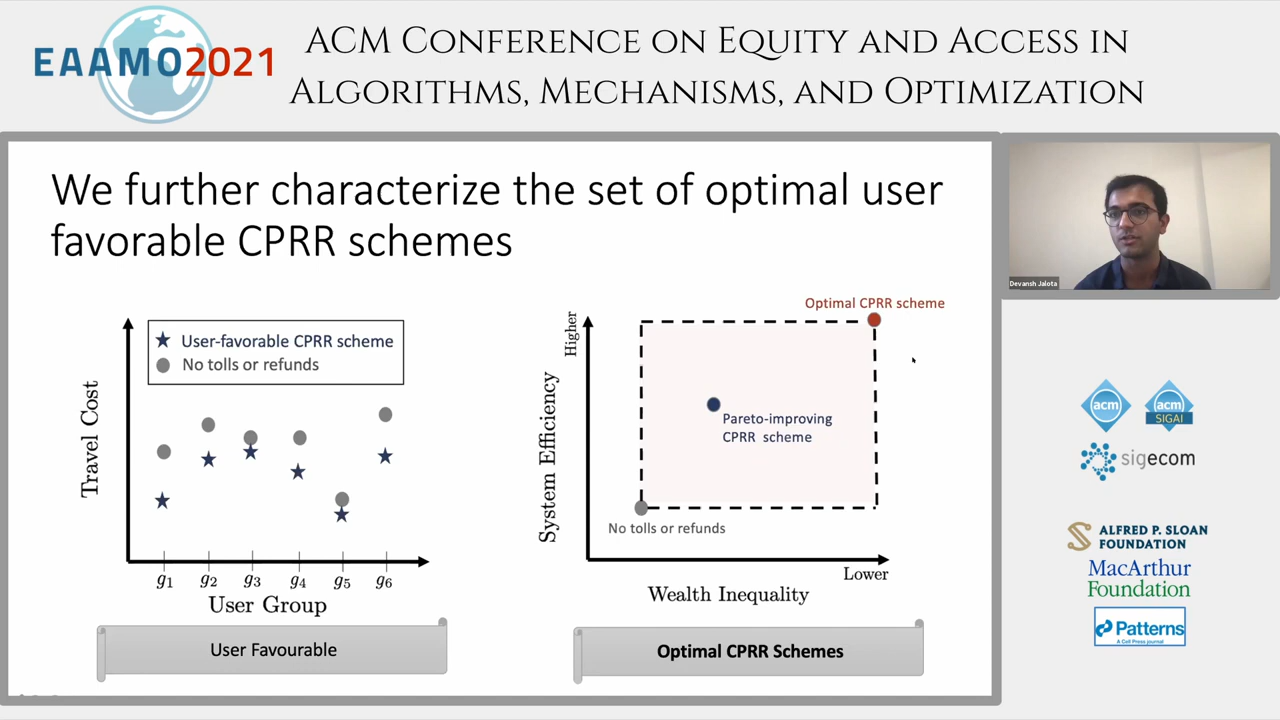 EAAMO2021
ACM Conference on Equity and Access in
Algorithms, Mechanisms, and Optimization
We further characterize the set of optimal user
favorable CPRR schemes
User-favorable CPRR scheme
No tolls or refunds
Travel Cost
g1 g2 g3 g4 g5 g6
User Group
User Favourable
Optimal CPRR scheme
Higher
System Efficiency
Pareto-improving
CPRR scheme
No tolls or refunds
Lower
Wealth Inequality
Optimal CPRR Schemes
Devansh Jalota
acm
acm
SIGAI
sigecom
ALFRED P. SLOAN
FOUNDATION
MacArthur
Foundation
Patterns
A Cell Press journal